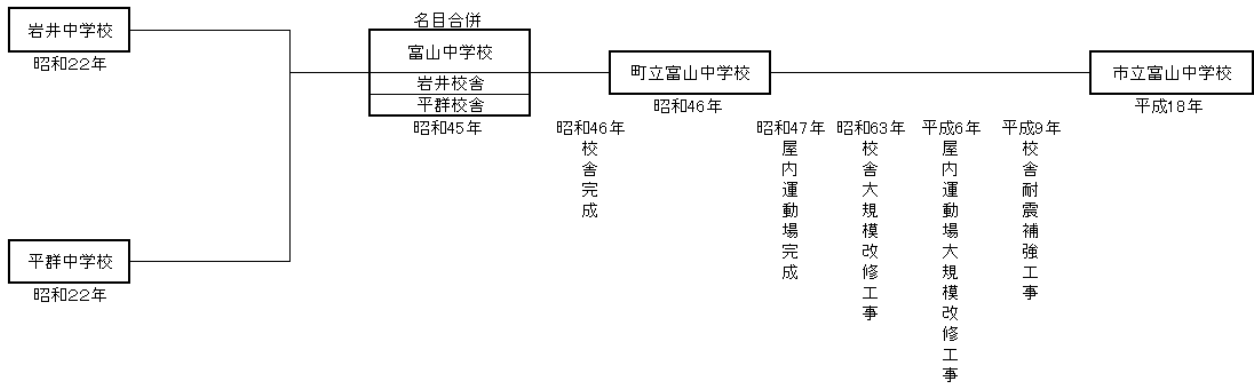 岩井中学校
昭和22年
平群中学校
昭和22年
名目合併
富山中学校
岩井校舎
平群校舎
昭和45年
昭和46年
校舎完成
町立富山中学校
昭和46年
昭和47年
屋内運動場完成
昭和63年
校舎大規模改修工事
平成6年
屋内運動場大規模改修工事
平成9年
校舎耐震補強工事
市立富山中学校
平成18年